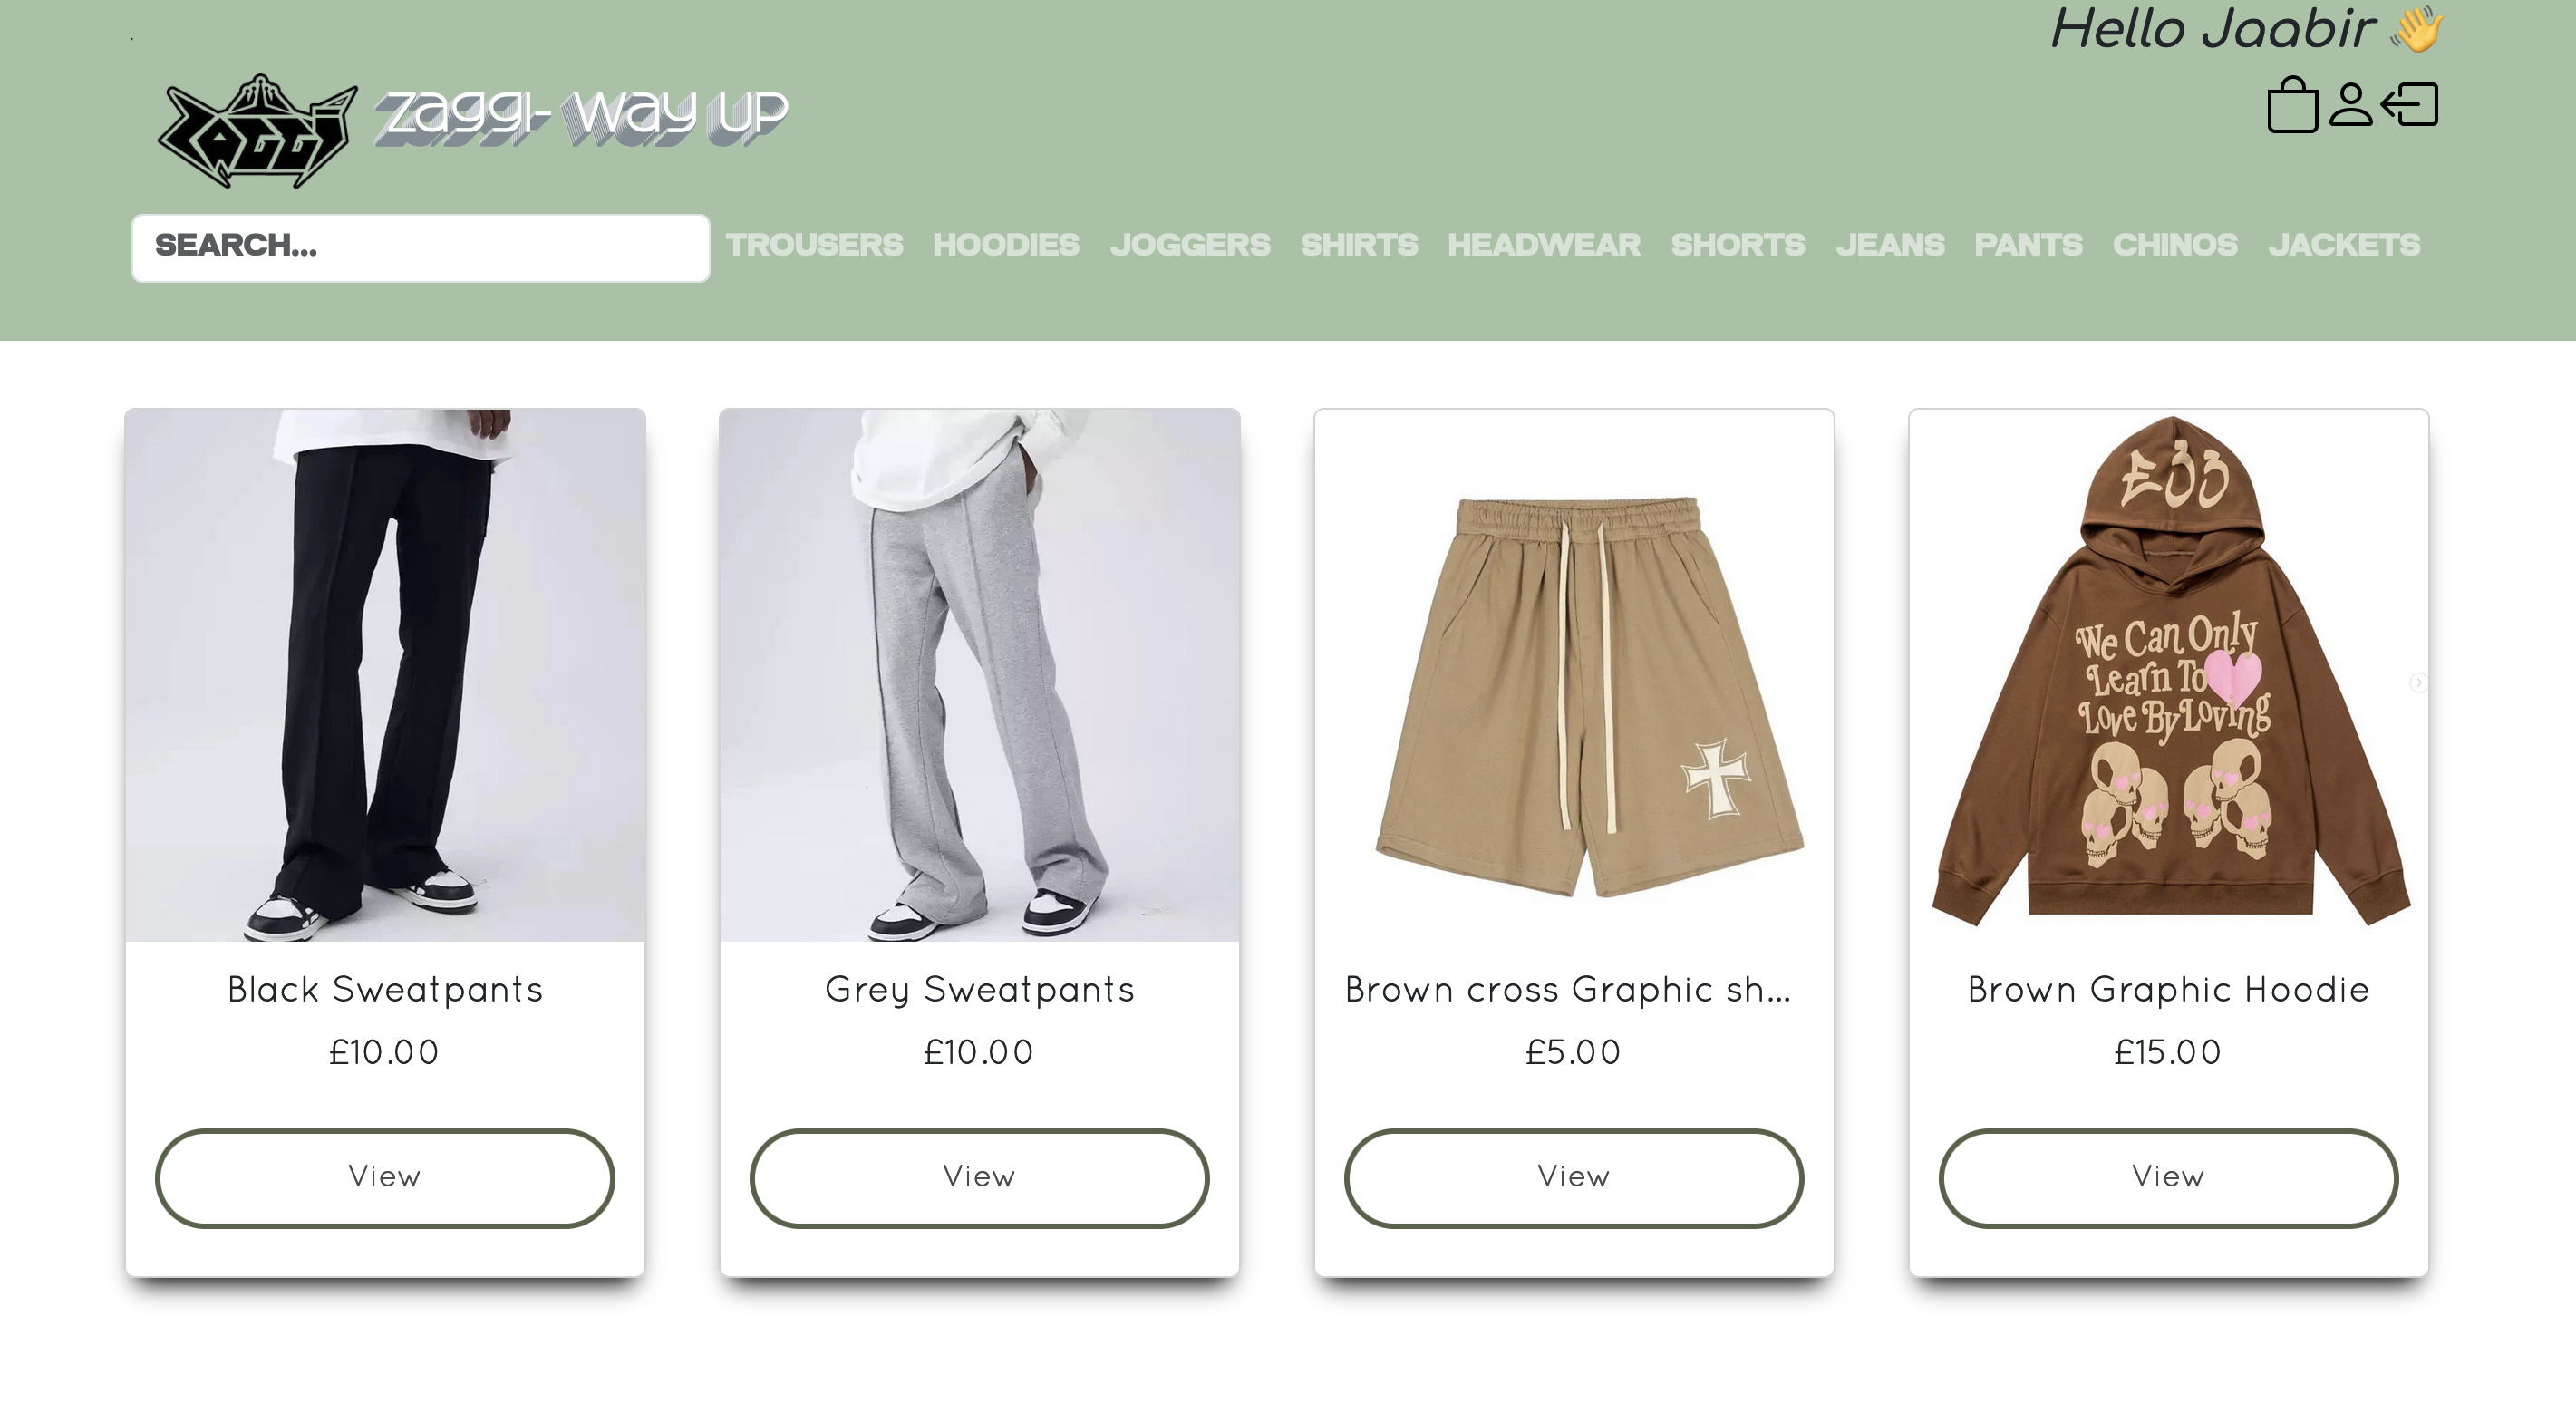 Hello Jaabir 👋
ZAGGI
zaggi- way up
SEARCH...
TROUSERS HOODIES JOGGERS SHIRTS HEADWEAR SHORTS JEANS PANTS CHINOS JACKETS
E33
We Can Only
Learn To
Love By Loving
Black Sweatpants
£10.00
View
Grey Sweatpants
£10.00
View
Brown cross Graphic sh...
£5.00
View
Brown Graphic Hoodie
£15.00
View